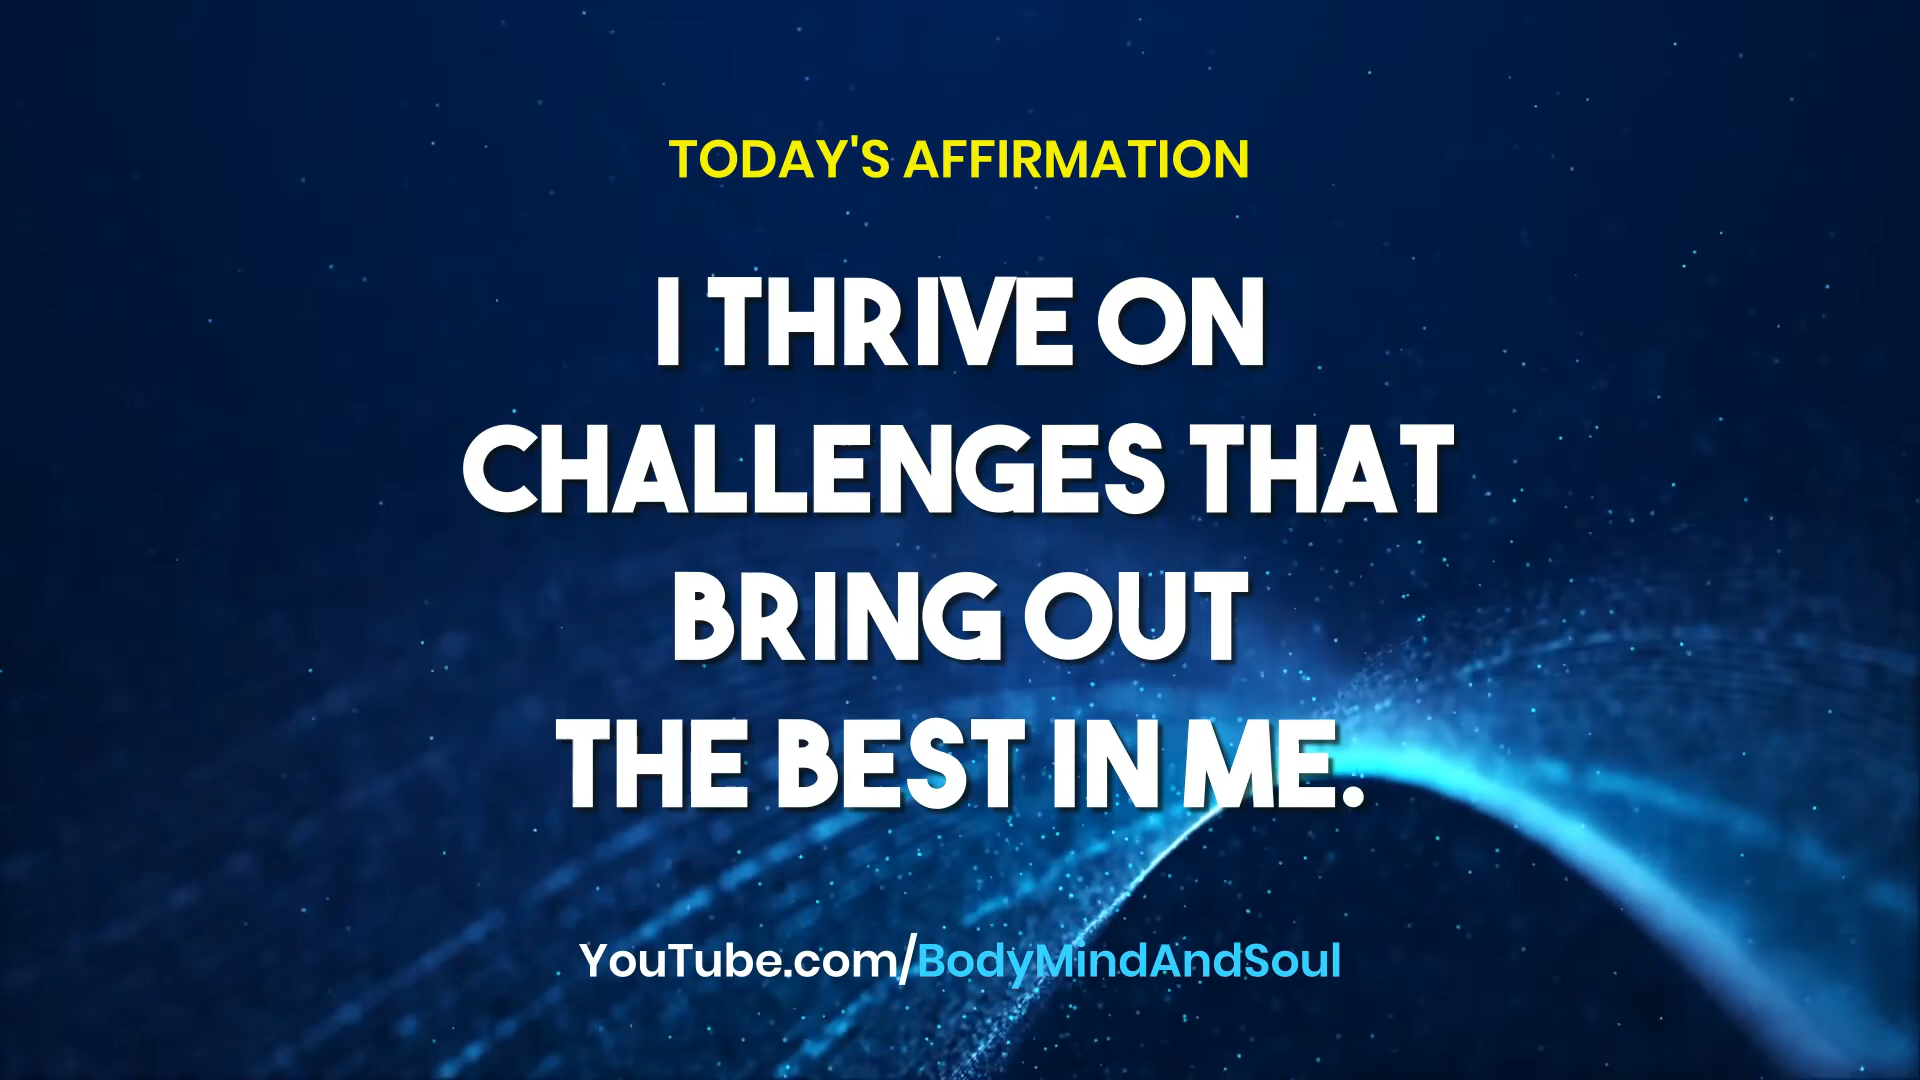 TODAY'S AFFIRMATION
I THRIVE ON
CHALLENGES THAT
BRING OUT
THE BEST IN ME.
YouTube.com/BodyMindAndSoul